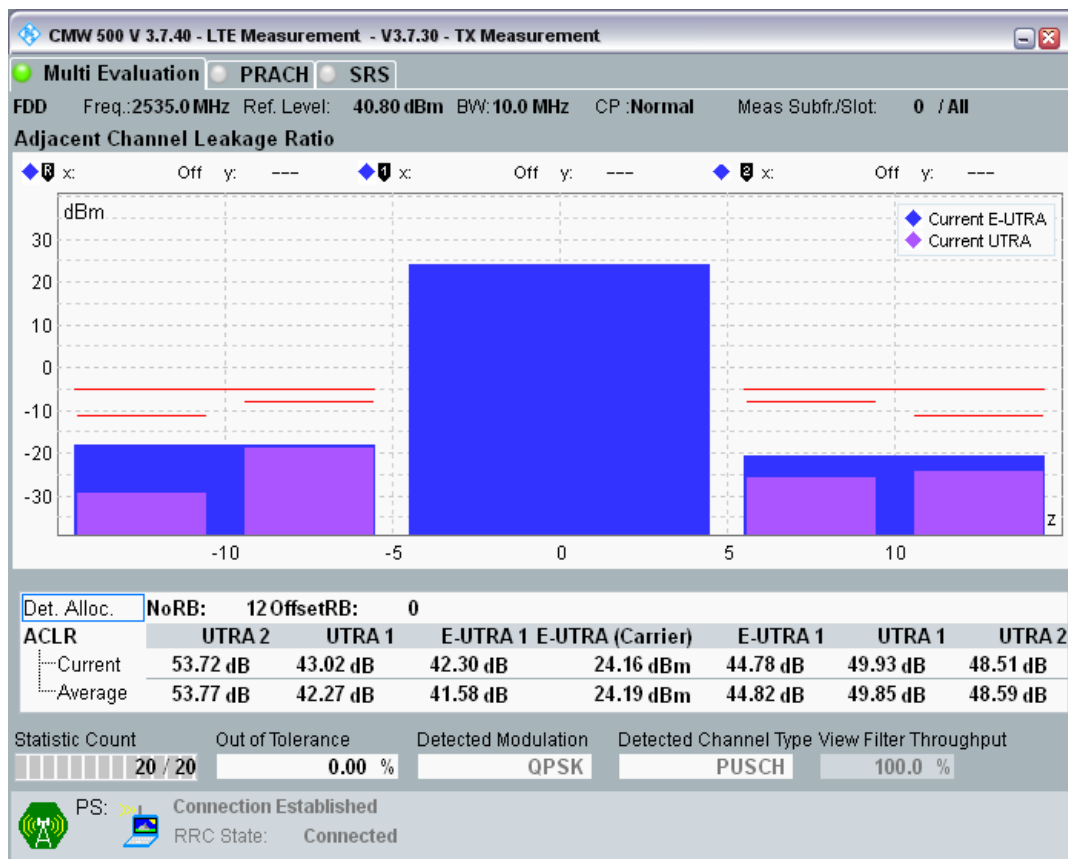 CMW 500 V 3.7.40 - LTE Measurement - V3.7.30 - TX Measurement
Multi Evaluation PRACH SRS
FDD Freq.:2535.0 MHz Ref. Level: 40.80 dBm BW:10.0 MHz CP :Normal Meas Subfr./Slot: 0 / All
Adjacent Channel Leakage Ratio
R x: Off y: --- 1 x: Off y: --- 2 x: Off y: ---
dBm
Current E-UTRA
Current UTRA
30
20
10
0
-10
-20
-30
z
-10 -5 0 5 10
Det. Alloc. NoRB: 12 OffsetRB: 0
ACLR UTRA 2 UTRA 1 E-UTRA 1 E-UTRA (Carrier) E-UTRA 1 UTRA 1 UTRA 2
Current 53.72 dB 43.02 dB 42.30 dB 24.16 dBm 44.78 dB 49.93 dB 48.51 dB
Average 53.77 dB 42.27 dB 41.58 dB 24.19 dBm 44.82 dB 49.85 dB 48.59 dB
Statistic Count Out of Tolerance Detected Modulation Detected Channel Type View Filter Throughput
20 / 20 0.00 % QPSK PUSCH 100.0 %
PS: Connection Established
RRC State: Connected